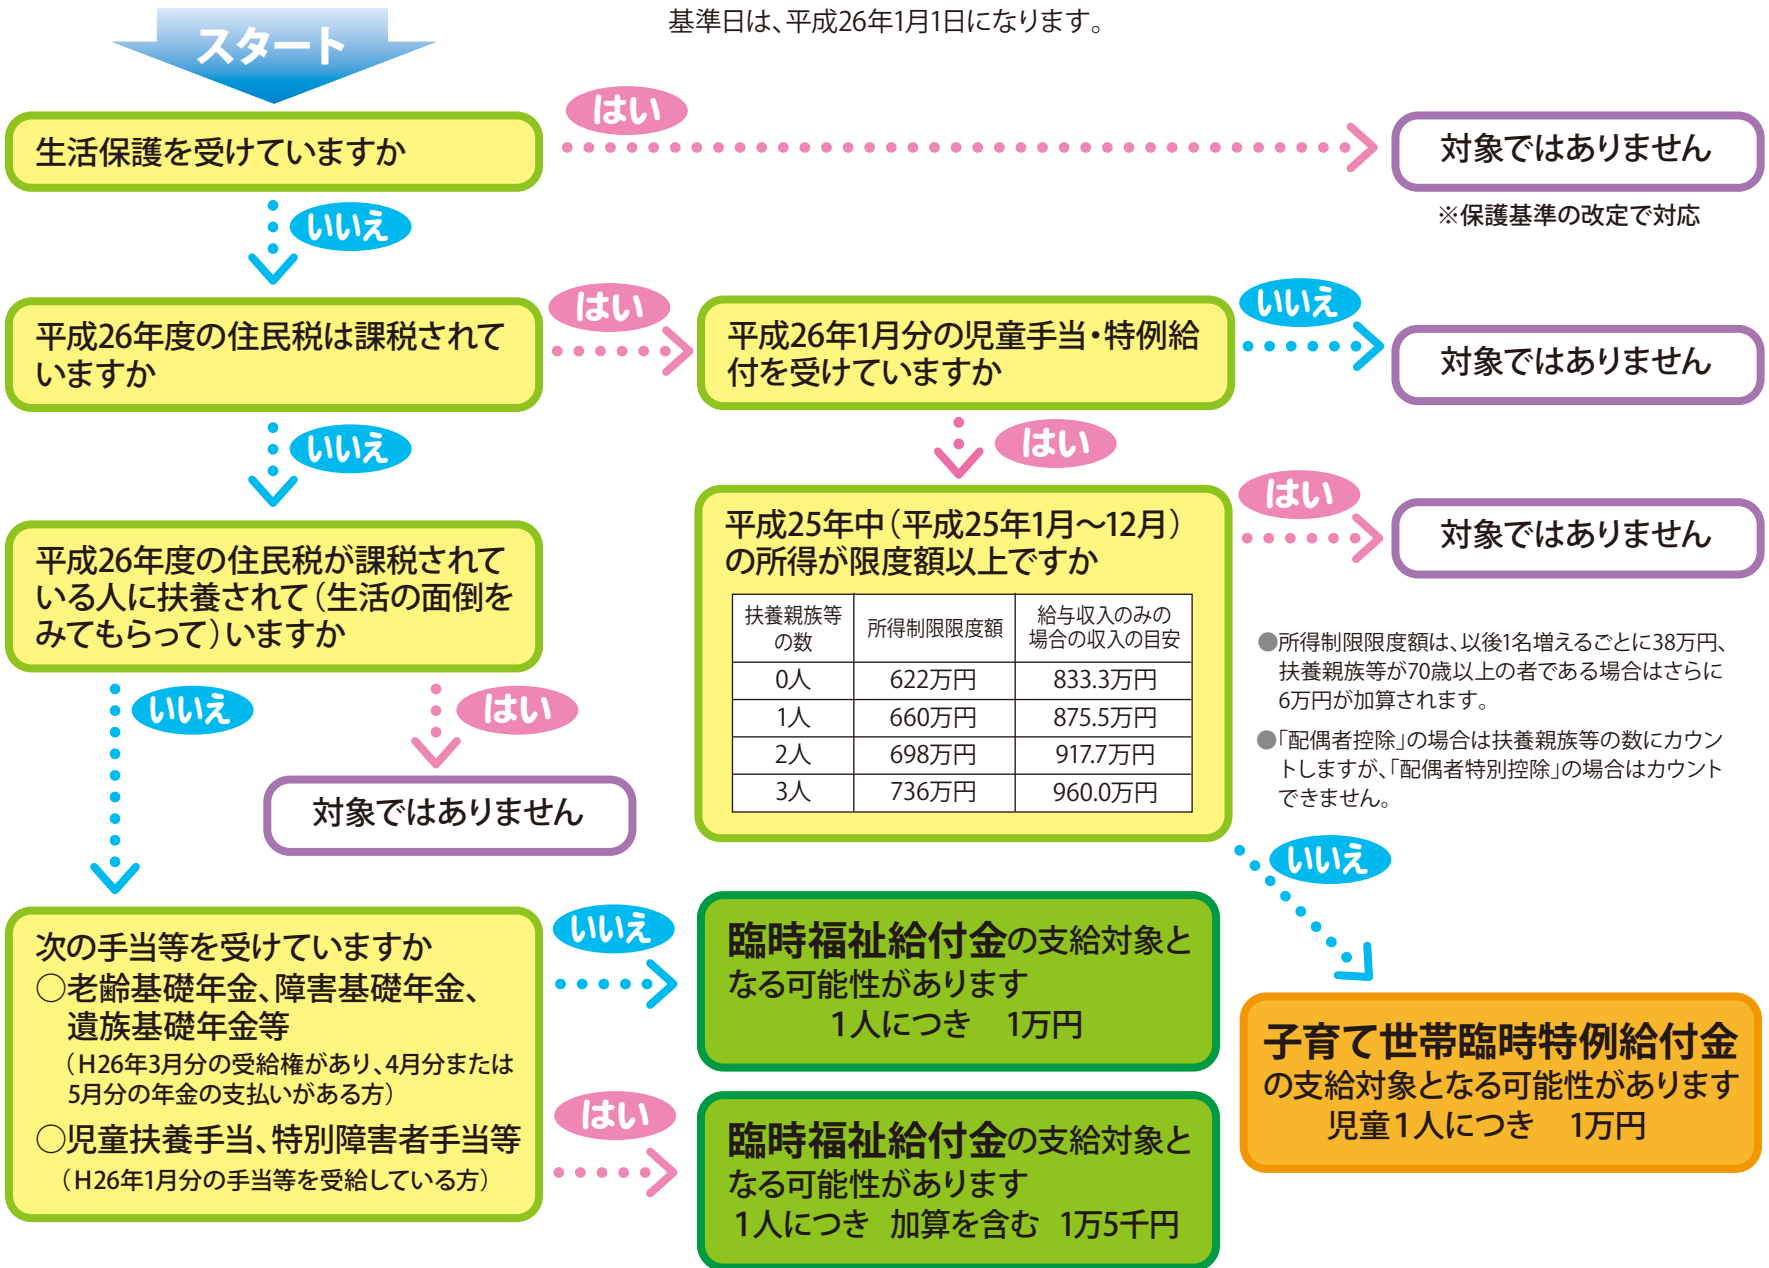 基準日は、平成26年1月1日になります。
スタート
はい
生活保護を受けていますか
対象ではありません
※保護基準の改定で対応
いいえ
はい
いいえ
平成26年度の住民税は課税されて
いますか
平成26年1月分の児童手当・特例給
付を受けていますか
対象ではありません
いいえ
はい
はい
平成26年度の住民税が課税されて
いる人に扶養されて（生活の面倒を
みてもらって）いますか
平成25年中（平成25年1月～12月）
の所得が限度額以上ですか
対象ではありません
扶養親族等
の数
所得制限限度額
給与収入のみの
場合の収入の目安
0人 622万円 833.3万円
1人 660万円 875.5万円
2人 698万円 917.7万円
3人 736万円 960.0万円
●所得制限限度額は、以後1名増えるごとに38万円、
扶養親族等が70歳以上の者である場合はさらに
6万円が加算されます。
●「配偶者控除」の場合は扶養親族等の数にカウン
トしますが、「配偶者特別控除」の場合はカウント
できません。
いいえ
はい
対象ではありません
いいえ
次の手当等を受けていますか
○老齢基礎年金、障害基礎年金、
遺族基礎年金等
（H26年3月分の受給権があり、4月分または
5月分の年金の支払いがある方）
○児童扶養手当、特別障害者手当等
（H26年1月分の手当等を受給している方）
いいえ
臨時福祉給付金の支給対象と
なる可能性があります
1人につき 1万円
はい
臨時福祉給付金の支給対象と
なる可能性があります
1人につき 加算を含む 1万5千円
子育て世帯臨時特例給付金
の支給対象となる可能性があります
児童1人につき 1万円